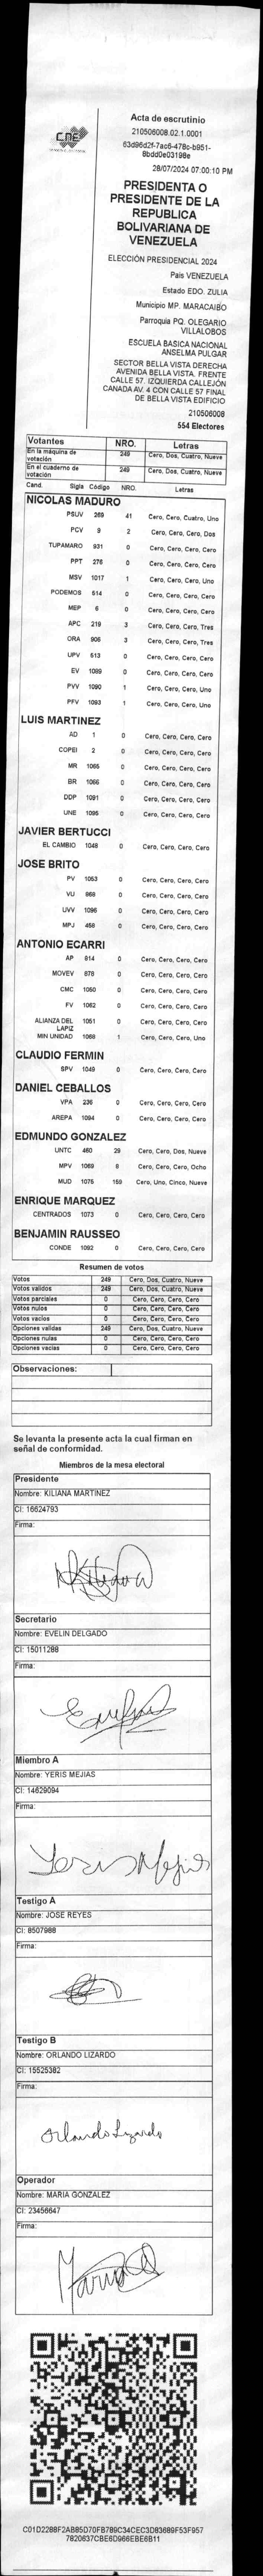 CNE
Acta de escrutinio
210506008.02.1.0001
63d96d2f-7ac6-478c-b951-
8bdd0e03198e
28/07/2024 07:00:10 PM
PRESIDENTA O
PRESIDENTE DE LA
REPUBLICA
BOLIVARIANA DE
VENEZUELA
ELECCIÓN PRESIDENCIAL 2024
Pais VENEZUELA
Estado EDO. ZULIA
Municipio MP. MARACAIBO
Parroquia PQ. OLEGARIO
VILLALOBOS
ESCUELA BASICA NACIONAL
ANSELMA PULGAR
SECTOR BELLA VISTA DERECHA
AVENIDA BELLA VISTA. FRENTE
CALLE 57. IZQUIERDA CALLEJÓN
CANADA AV. 4 CON CALLE 57 FINAL
DE BELLA VISTA EDIFICIO
210506008
554 Electores
Votantes NRO. Letras
En la máquina de votación 249 Cero, Dos, Cuatro, Nueve
En el cuaderno de votación 249 Cero, Dos, Cuatro, Nueve
Cand. Sigla Código NRO. Letras
NICOLAS MADURO
PSUV 269 41 Cero, Cero, Cuatro, Uno
PCV 9 2 Cero, Cero, Cero, Dos
TUPAMARO 931 0 Cero, Cero, Cero, Cero
PPT 276 0 Cero, Cero, Cero, Cero
MSV 1017 1 Cero, Cero, Cero, Uno
PODEMOS 514 0 Cero, Cero, Cero, Cero
MEP 6 0 Cero, Cero, Cero, Cero
APC 219 3 Cero, Cero, Cero, Tres
ORA 906 3 Cero, Cero, Cero, Tres
UPV 513 0 Cero, Cero, Cero, Cero
EV 1089 0 Cero, Cero, Cero, Cero
PVV 1090 1 Cero, Cero, Cero, Uno
PFV 1093 1 Cero, Cero, Cero, Uno
LUIS MARTINEZ
AD 1 0 Cero, Cero, Cero, Cero
COPEI 2 0 Cero, Cero, Cero, Cero
MR 1065 0 Cero, Cero, Cero, Cero
BR 1066 0 Cero, Cero, Cero, Cero
DDP 1091 0 Cero, Cero, Cero, Cero
UNE 1095 0 Cero, Cero, Cero, Cero
JAVIER BERTUCCI
EL CAMBIO 1048 0 Cero, Cero, Cero, Cero
JOSE BRITO
PV 1053 0 Cero, Cero, Cero, Cero
VU 968 0 Cero, Cero, Cero, Cero
UVV 1096 0 Cero, Cero, Cero, Cero
MPJ 458 0 Cero, Cero, Cero, Cero
ANTONIO ECARRI
AP 814 0 Cero, Cero, Cero, Cero
MOVEV 878 0 Cero, Cero, Cero, Cero
CMC 1050 0 Cero, Cero, Cero, Cero
FV 1062 0 Cero, Cero, Cero, Cero
ALIANZA DEL LAPIZ 1051 0 Cero, Cero, Cero, Cero
MIN UNIDAD 1068 1 Cero, Cero, Cero, Uno
CLAUDIO FERMIN
SPV 1049 0 Cero, Cero, Cero, Cero
DANIEL CEBALLOS
VPA 236 0 Cero, Cero, Cero, Cero
AREPA 1094 0 Cero, Cero, Cero, Cero
EDMUNDO GONZALEZ
UNTC 460 29 Cero, Cero, Dos, Nueve
MPV 1069 8 Cero, Cero, Cero, Ocho
MUD 1075 159 Cero, Uno, Cinco, Nueve
ENRIQUE MARQUEZ
CENTRADOS 1073 0 Cero, Cero, Cero, Cero
BENJAMIN RAUSSEO
CONDE 1092 0 Cero, Cero, Cero, Cero
Resumen de votos
Votos 249 Cero, Dos, Cuatro, Nueve
Votos validos 249 Cero, Dos, Cuatro, Nueve
Votos parciales 0 Cero, Cero, Cero, Cero
Votos nulos 0 Cero, Cero, Cero, Cero
Votos vacios 0 Cero, Cero, Cero, Cero
Opciones validas 249 Cero, Dos, Cuatro, Nueve
Opciones nulas 0 Cero, Cero, Cero, Cero
Opciones vacias 0 Cero, Cero, Cero, Cero
Observaciones:
Se levanta la presente acta la cual firman en
señal de conformidad.
Miembros de la mesa electoral
Presidente
Nombre: KILIANA MARTINEZ
CI: 16624793
Firma:
Secretario
Nombre: EVELIN DELGADO
CI: 15011288
Firma:
Miembro A
Nombre: YERIS MEJIAS
CI: 14629094
Firma:
Yeris Mejias
Testigo A
Nombre: JOSE REYES
CI: 8507988
Firma:
Testigo B
Nombre: ORLANDO LIZARDO
CI: 15525382
Firma:
Orlando Lizardo
Operador
Nombre: MARIA GONZALEZ
CI: 23456647
Firma:
C01D2288F2AB85D70FB789C34CEC3D83689F53F957
7820637CBE6D966EBE6B11